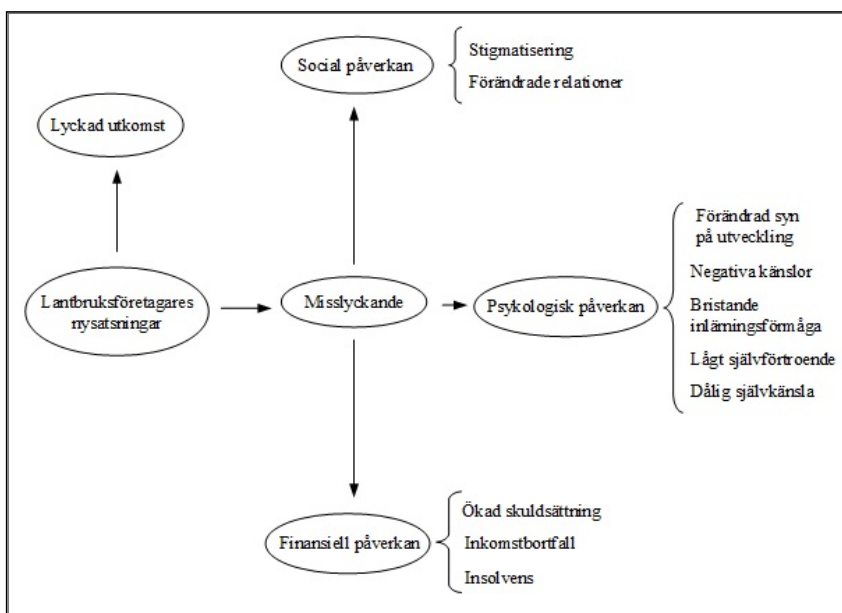 Social påverkan
Stigmatisering
Förändrade relationer
Lyckad utkomst
Lantbruksföretagares
nysatsningar
Misslyckande
Psykologisk påverkan
Förändrad syn
på utveckling
Negativa känslor
Bristande
inlärningsförmåga
Lågt självförtroende
Dålig självkänsla
Finansiell påverkan
Ökad skuldsättning
Inkomstbortfall
Insolvens